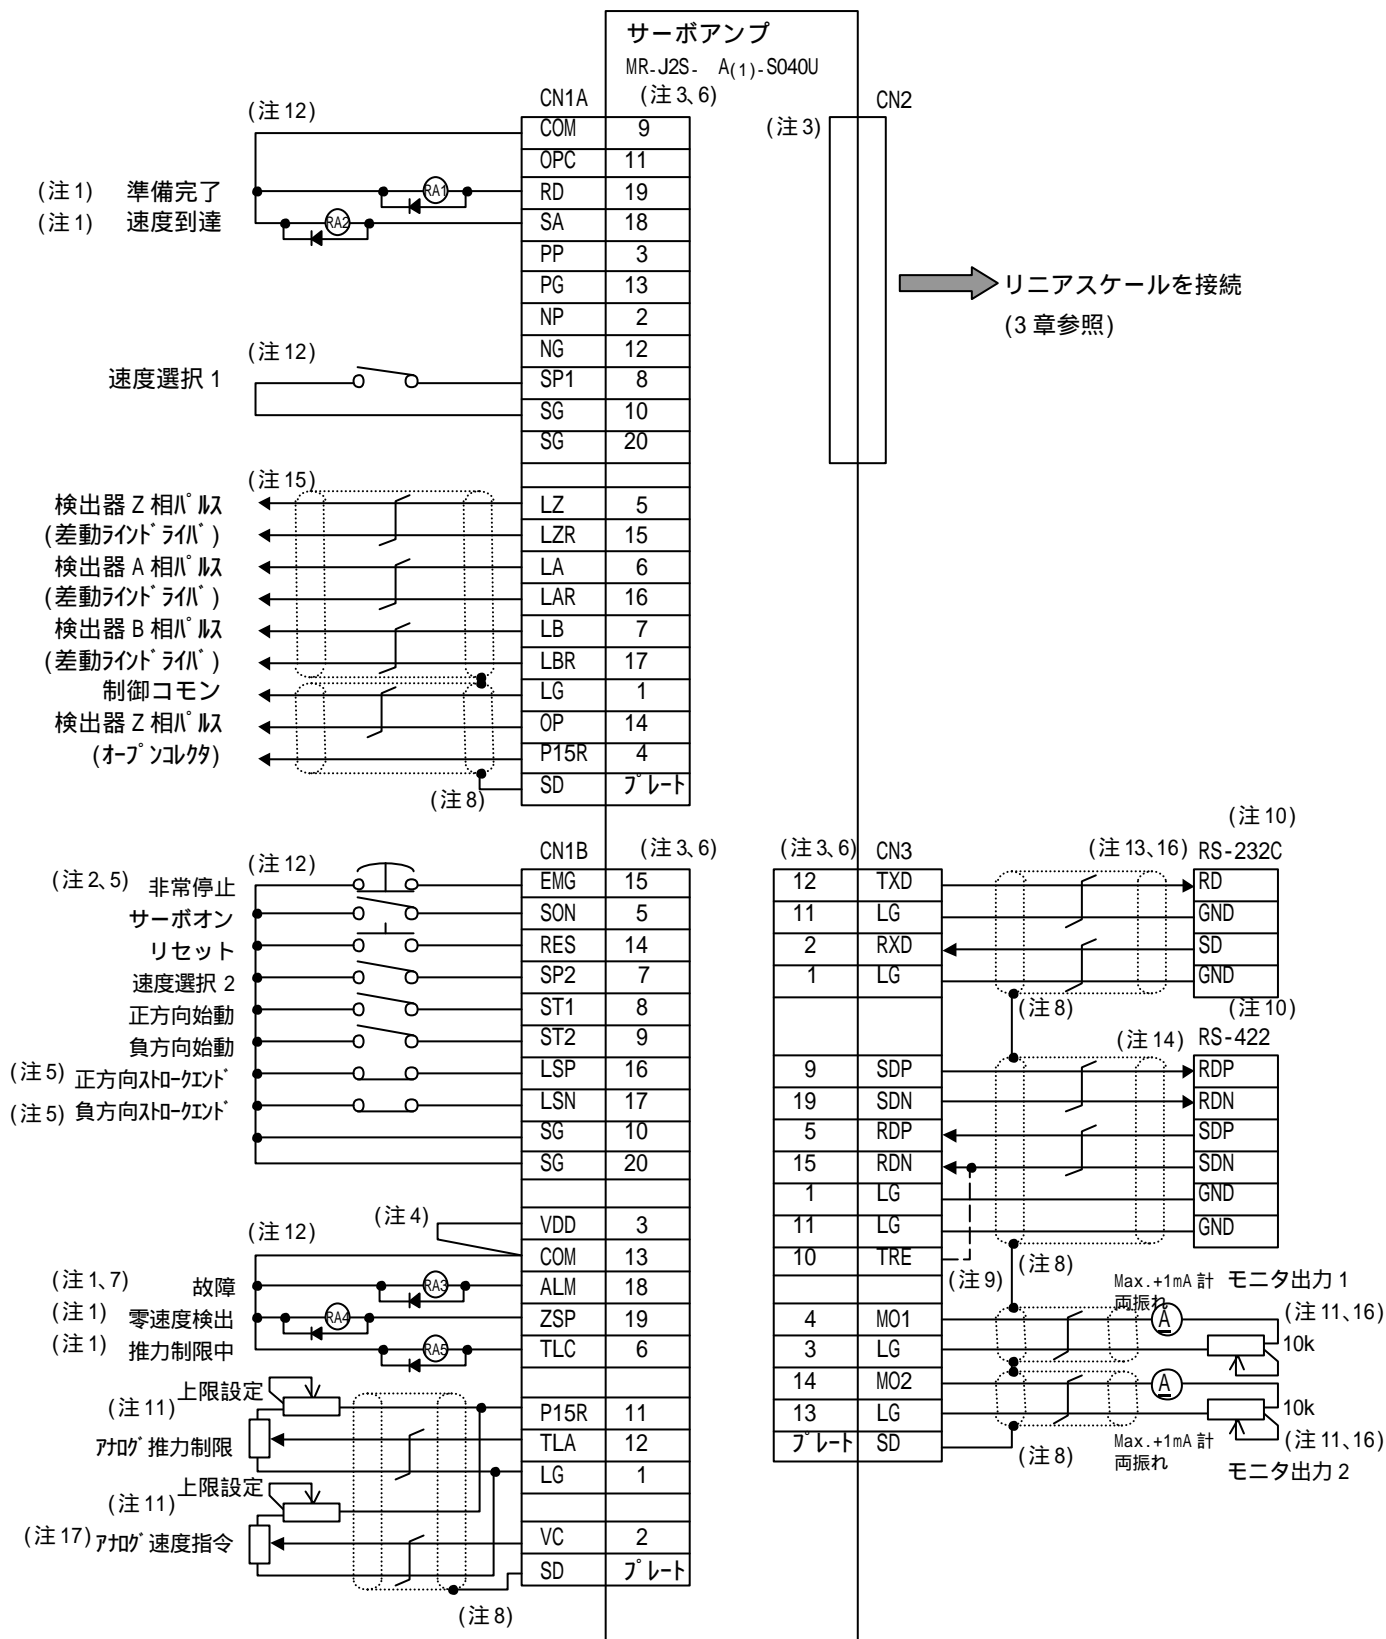 サーボアンプ
MR-J2S- A(1)-S040U
(注3、6)
CN1A
CN2
(注12)
(注3)
COM 9
OPC 11
(注1) 準備完了 RA1 RD 19
(注1) 速度到達 RA2 SA 18
PP 3
PG 13
NP 2
NG 12
リニアスケールを接続
(3 章参照)
(注12)
速度選択 1 SP1 8
SG 10
SG 20
(注15)
検出器 Z 相パルス LZ 5
(差動ラインドライバ) LZR 15
検出器 A 相パルス LA 6
(差動ラインドライバ) LAR 16
検出器 B 相パルス LB 7
(差動ラインドライバ) LBR 17
制御コモン LG 1
検出器 Z 相パルス OP 14
(オープンコレクタ) P15R 4
(注8) SD プレート
CN1B (注3、6)
(注12)
(注2、5) 非常停止 EMG 15
サーボオン SON 5
リセット RES 14
速度選択 2 SP2 7
正方向始動 ST1 8
負方向始動 ST2 9
(注5) 正方向ストロークエンド LSP 16
(注5) 負方向ストロークエンド LSN 17
SG 10
SG 20
(注4)
(注12)
VDD 3
COM 13
(注1、7) 故障 RA3 ALM 18
(注1) 零速度検出 RA4 ZSP 19
(注1) 推力制限中 RA5 TLC 6
上限設定
(注11)
P15R 11
アナログ推力制限 TLA 12
LG 1
上限設定
(注11)
(注17) アナログ速度指令 VC 2
SD プレート
(注8)
(注10)
(注3、6) CN3 (注13、16) RS-232C
12 TXD RD
11 LG GND
2 RXD SD
1 LG GND
(注8) (注10)
(注14) RS-422
9 SDP RDP
19 SDN RDN
5 RDP SDP
15 RDN SDN
1 LG GND
11 LG GND
10 TRE
(注9) (注8)
Max.+1mA 計
両振れ
モニタ出力 1
(注11、16)
4 MO1 A
3 LG 10k
14 MO2 A
13 LG 10k
プレート SD
(注8)
Max.+1mA 計
両振れ
(注11、16)
モニタ出力 2